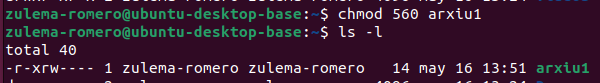 zulema-romero@ubuntu-desktop-base:~$ chmod 560 arxiu1
zulema-romero@ubuntu-desktop-base:~$ ls -l
total 40
-r-xrw---- 1 zulema-romero zulema-romero   14 may 16 13:51 arxiu1